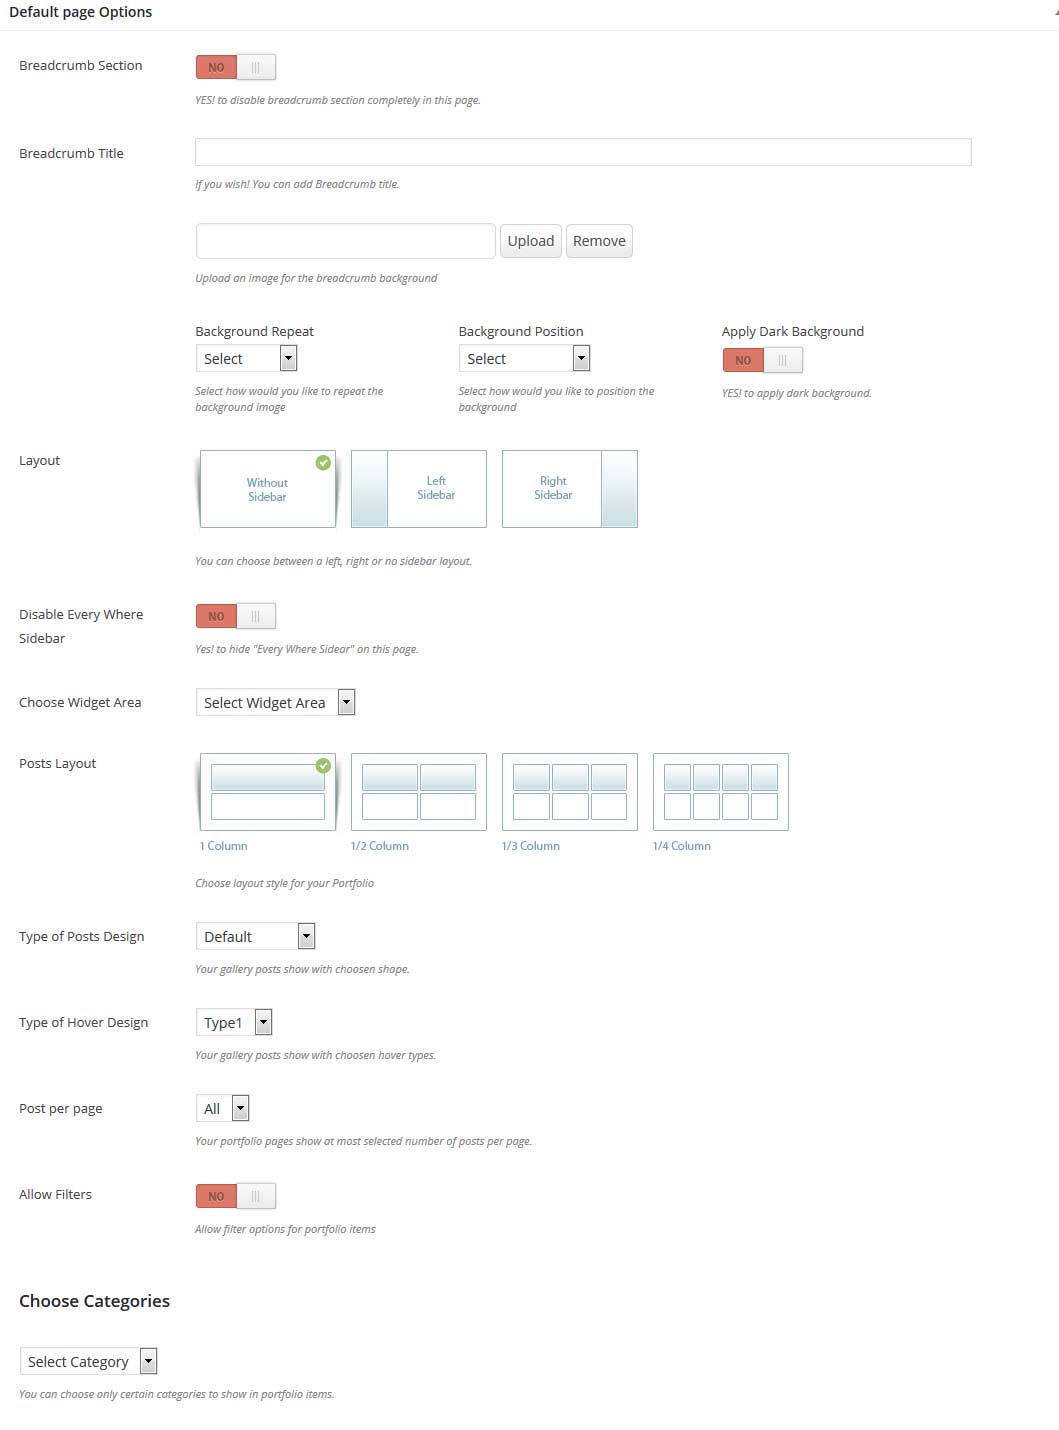 Default page Options
Breadcrumb Section
NO
YES! to disable breadcrumb section completely in this page.
Breadcrumb Title
If you wish! You can add Breadcrumb title.
Upload
Remove
Upload an image for the breadcrumb background
Background Repeat
Select
Select how would you like to repeat the
background image
Background Position
Select
Select how would you like to position the
background
Apply Dark Background
NO
YES! to apply dark background.
Layout
Without
Sidebar
Left
Sidebar
Right
Sidebar
You can choose between a left, right or no sidebar layout.
Disable Every Where
Sidebar
NO
Yes! to hide "Every Where Sidear" on this page.
Choose Widget Area
Select Widget Area
Posts Layout
1 Column
1/2 Column
1/3 Column
1/4 Column
Choose layout style for your Portfolio
Type of Posts Design
Default
Your gallery posts show with choosen shape.
Type of Hover Design
Type1
Your gallery posts show with choosen hover types.
Post per page
All
Your portfolio pages show at most selected number of posts per page.
Allow Filters
NO
Allow filter options for portfolio items
Choose Categories
Select Category
You can choose only certain categories to show in portfolio items.